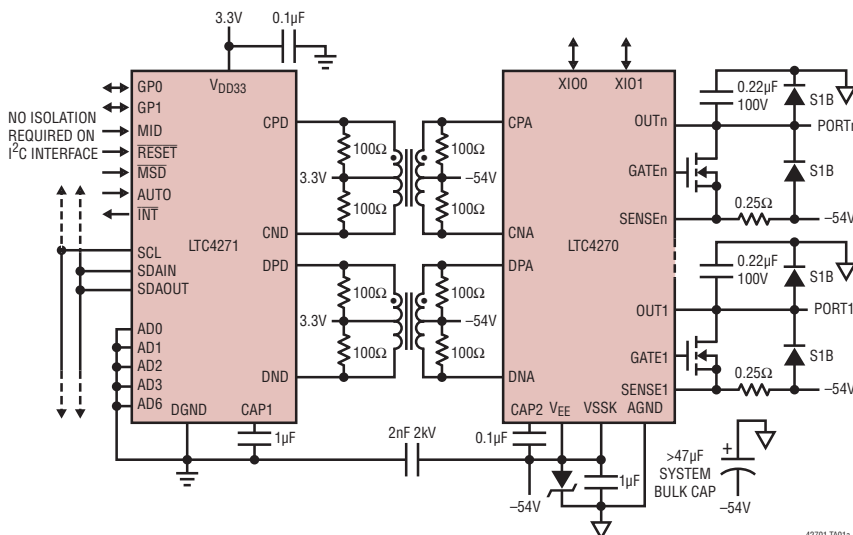 3.3V
0.1µF
VDD33
XIO0
XIO1
GP0
GP1
MID
RESET
MSD
AUTO
INT
NO ISOLATION
REQUIRED ON
I2C INTERFACE
SCL
SDAIN
SDAOUT
AD0
AD1
AD2
AD3
AD6
LTC4271
CPD
CND
DPD
DND
DGND
CAP1
1µF
100Ω
3.3V
100Ω
100Ω
–54V
100Ω
100Ω
3.3V
100Ω
100Ω
–54V
100Ω
2nF 2kV
CPA
CNA
DPA
DNA
LTC4270
OUTn
GATEn
SENSEn
OUT1
GATE1
SENSE1
CAP2
VEE
VSSK
AGND
0.1µF
–54V
1µF
0.22µF
100V
S1B
PORTn
S1B
0.25Ω
–54V
0.22µF
100V
S1B
PORT1
S1B
0.25Ω
–54V
>47µF
SYSTEM
BULK CAP
+
–54V